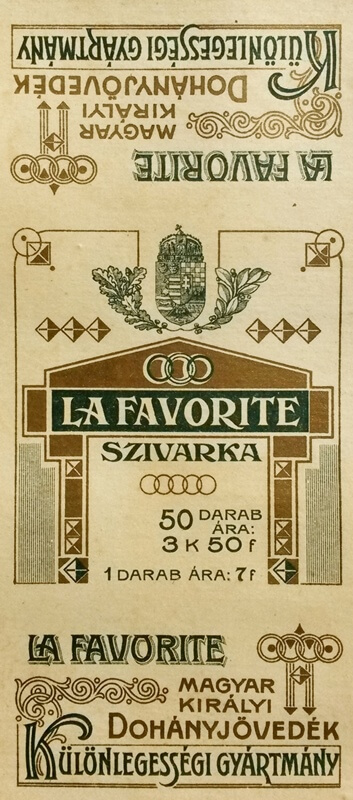 LA FAVORITE
MAGYAR
KIRÁLYI
DOHÁNYJÖVEDÉK
KÜLÖNLEGESSÉGI GYÁRTMÁNY
LA FAVORITE
SZIVARKA
50 DARAB
ÁRA:
3 K 50 f
1 DARAB ÁRA: 7f
LA FAVORITE
MAGYAR
KIRÁLYI
DOHÁNYJÖVEDÉK
KÜLÖNLEGESSÉGI GYÁRTMÁNY